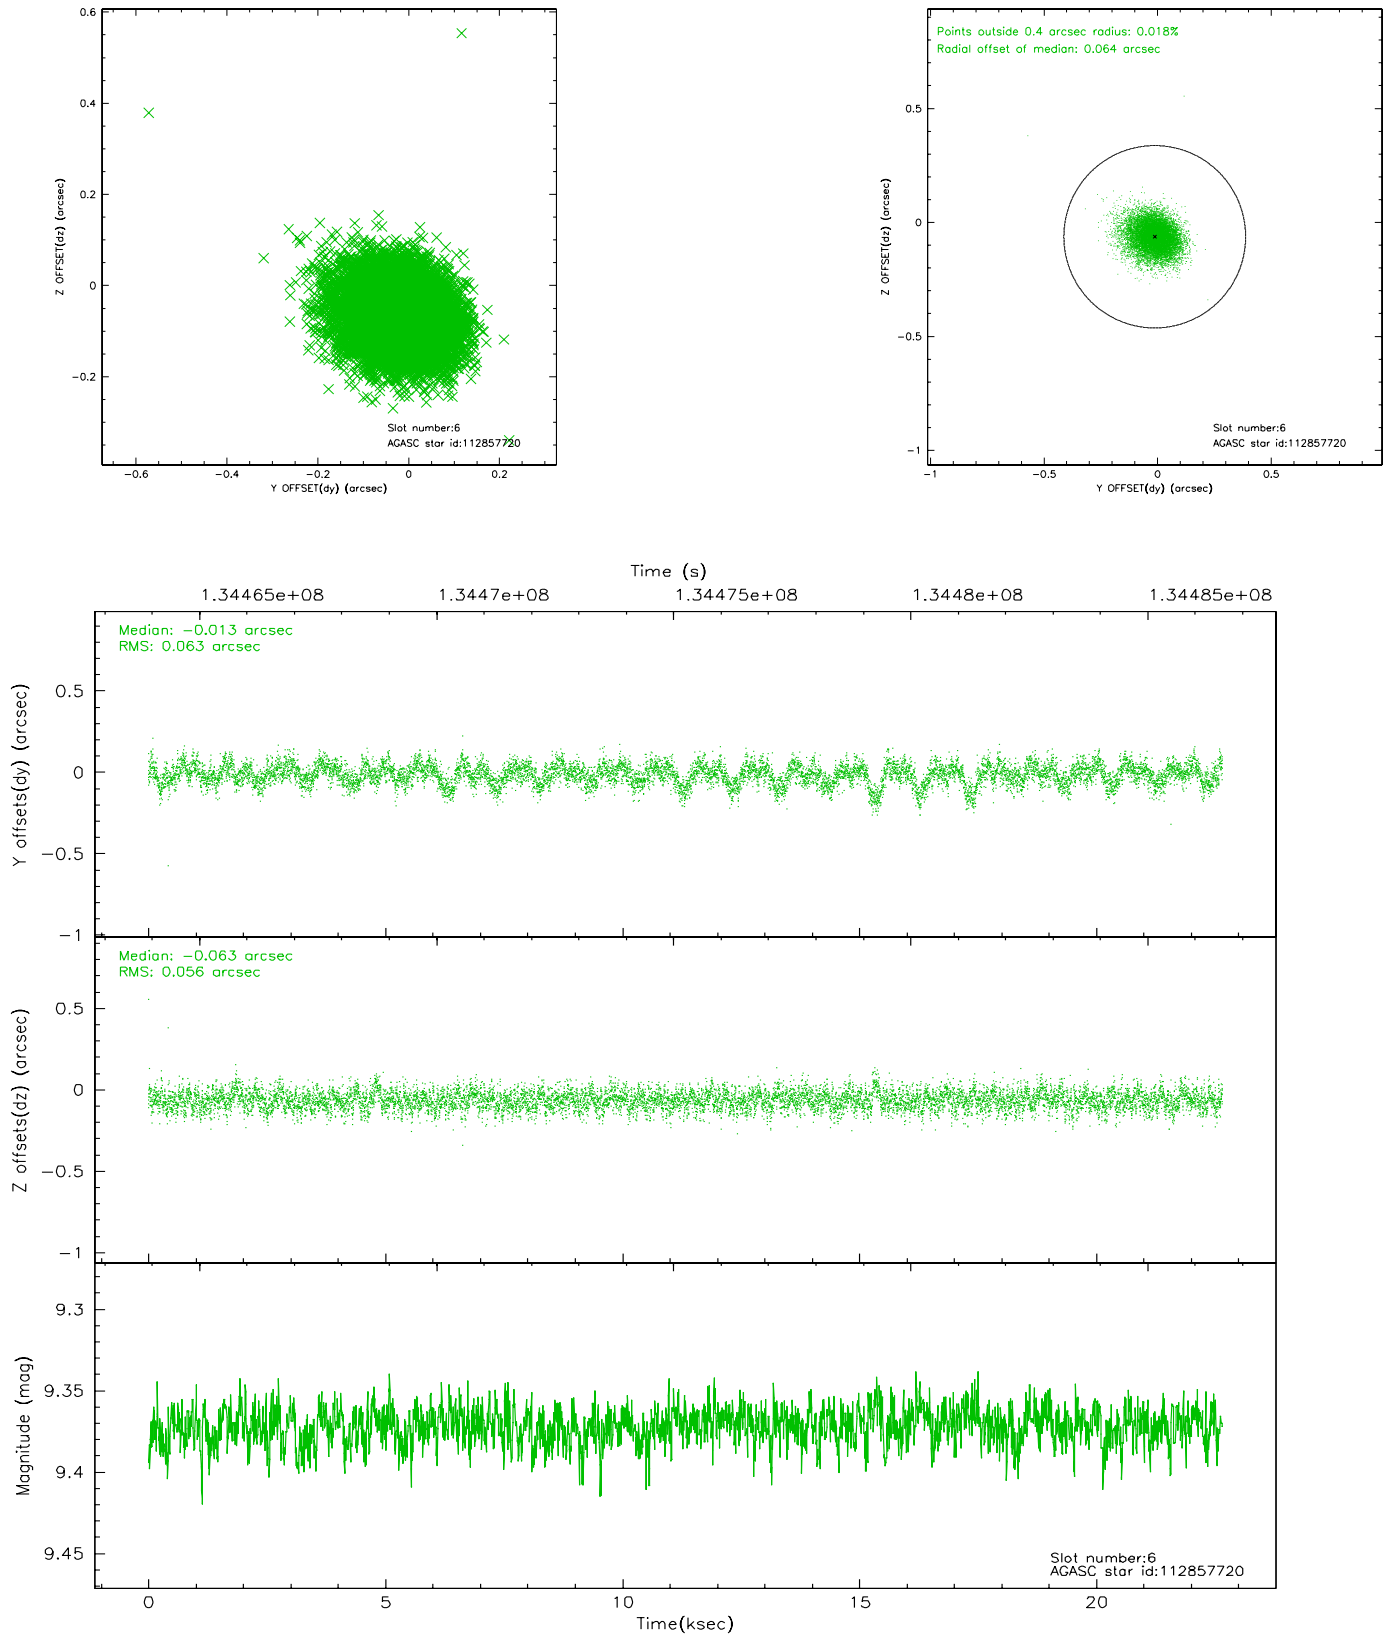 0.6
0.4
0.2
0
-0.2
Z OFFSET(dz) (arcsec)
Slot number:6
AGASC star id:112857720
-0.6 -0.4 -0.2 0 0.2
Y OFFSET(dy) (arcsec)
Points outside 0.4 arcsec radius: 0.018%
Radial offset of median: 0.064 arcsec
0.5
0
-0.5
-1
Z OFFSET(dz) (arcsec)
Slot number:6
AGASC star id:112857720
-1 -0.5 0 0.5
Y OFFSET(dy) (arcsec)
Time (s)
1.34465e+08 1.3447e+08 1.34475e+08 1.3448e+08 1.34485e+08
Median: -0.013 arcsec
RMS: 0.063 arcsec
0.5
0
-0.5
-1
Y offsets(dy) (arcsec)
Median: -0.063 arcsec
RMS: 0.056 arcsec
0.5
0
-0.5
-1
Z offsets(dz) (arcsec)
9.3
9.35
9.4
9.45
Magnitude (mag)
Slot number:6
AGASC star id:112857720
0 5 10 15 20
Time(ksec)